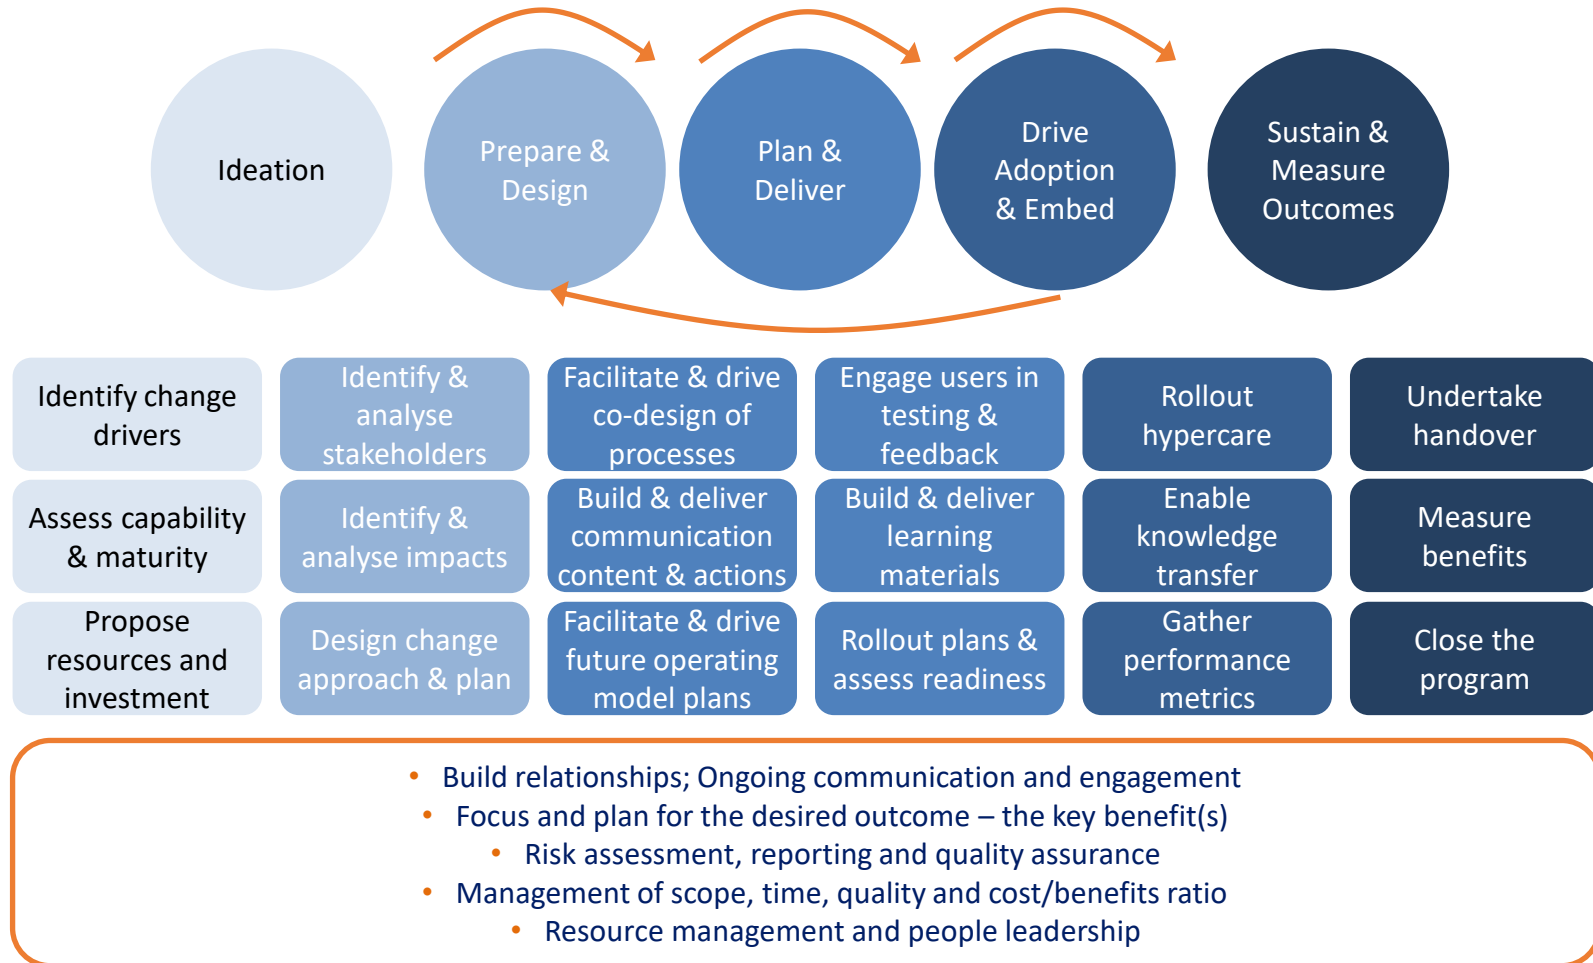 Ideation
Prepare &
Design
Plan &
Deliver
Drive
Adoption
& Embed
Sustain &
Measure
Outcomes
Identify change
drivers
Identify &
analyse
stakeholders
Facilitate & drive
co-design of
processes
Engage users in
testing &
feedback
Rollout
hypercare
Undertake
handover
Assess capability
& maturity
Identify &
analyse impacts
Build & deliver
communication
content & actions
Build & deliver
learning
materials
Enable
knowledge
transfer
Measure
benefits
Propose
resources and
investment
Design change
approach & plan
Facilitate & drive
future operating
model plans
Rollout plans &
assess readiness
Gather
performance
metrics
Close the
program
• Build relationships; Ongoing communication and engagement
• Focus and plan for the desired outcome – the key benefit(s)
• Risk assessment, reporting and quality assurance
• Management of scope, time, quality and cost/benefits ratio
• Resource management and people leadership